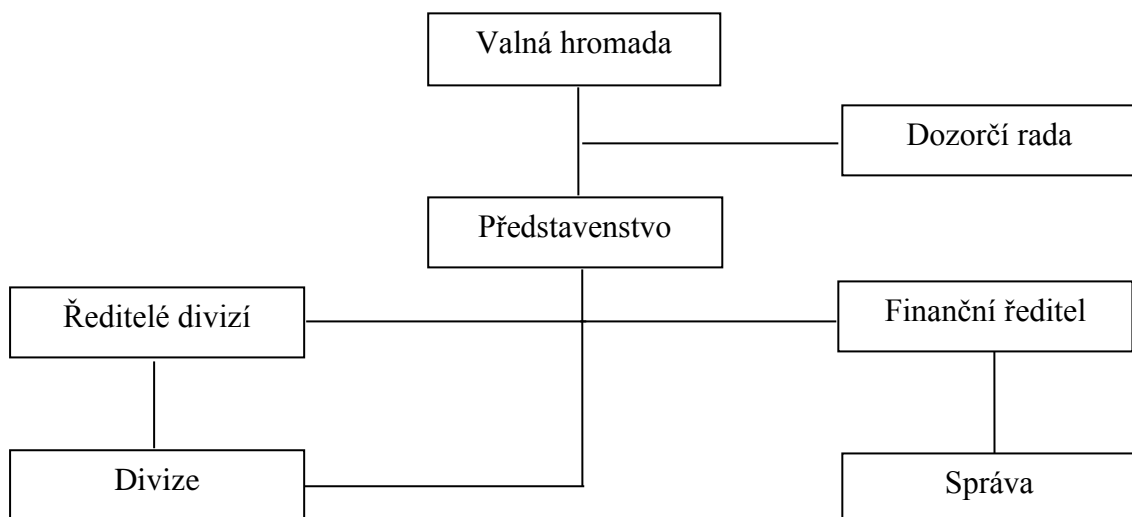 Valná hromada
Dozorčí rada
Představenstvo
Ředitelé divizí
Finanční ředitel
Divize
Správa